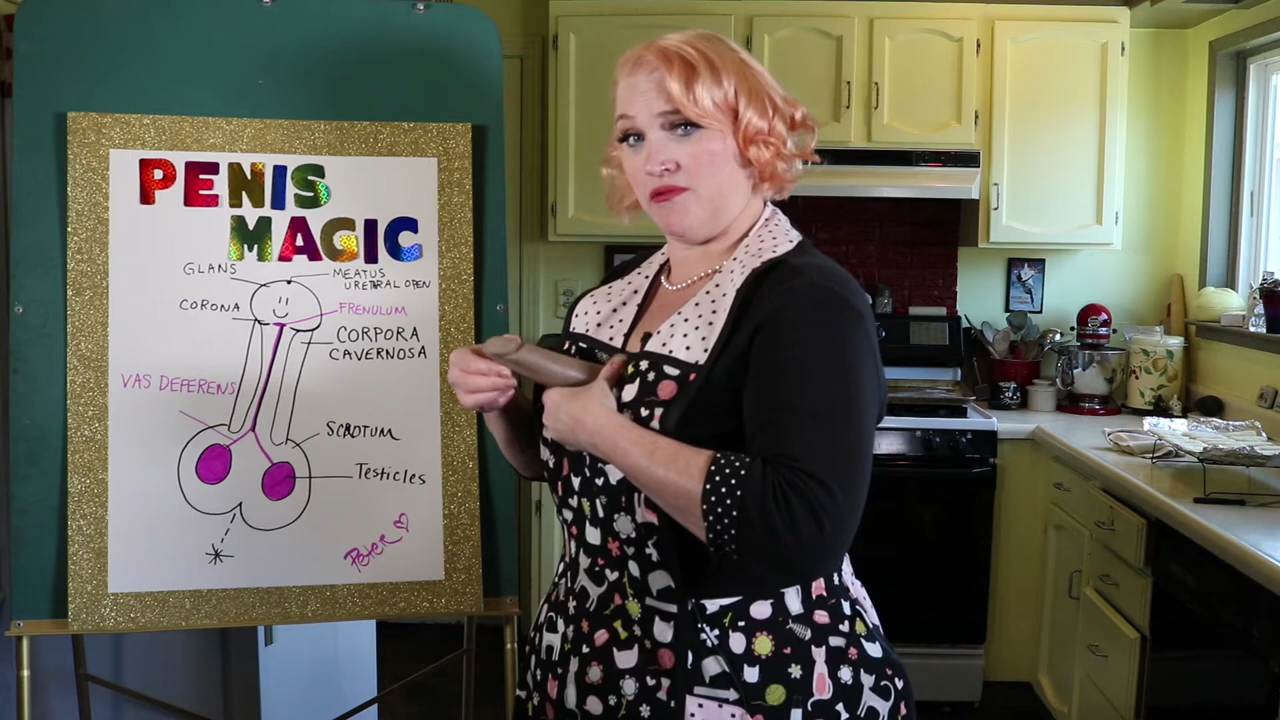 PENIS
MAGIC
GLANS
MEATUS
URETRAL OPEN
CORONA
FRENULUM
CORPORA
CAVERNOSA
VAS DEFERENS
SCROTUM
Testicles
Peter